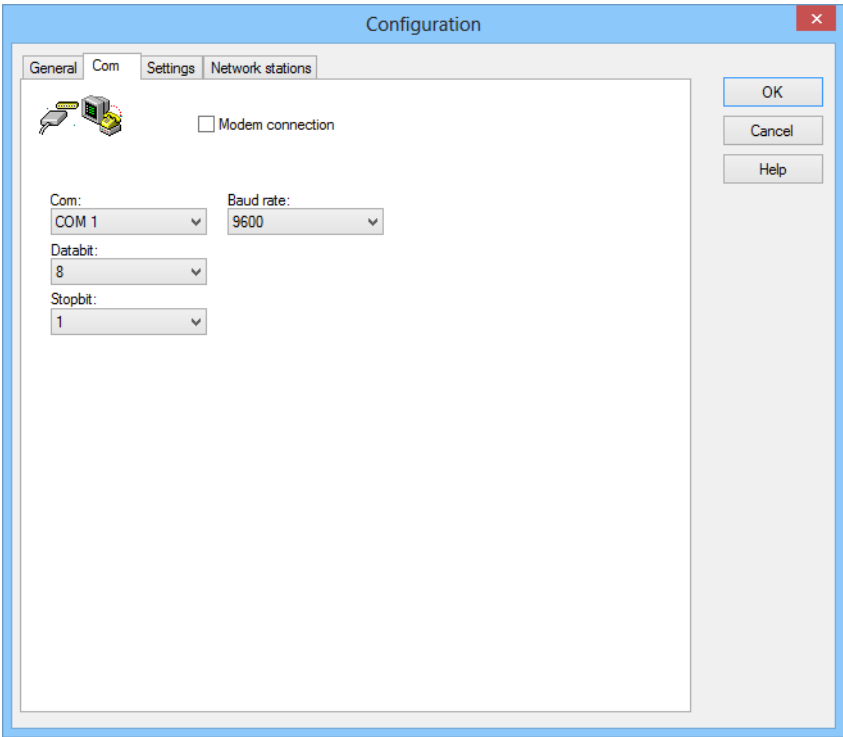 Configuration
General Com Settings Network stations
OK
Modem connection
Cancel
Help
Com: Baud rate:
COM 1 9600
Databit:
8
Stopbit:
1